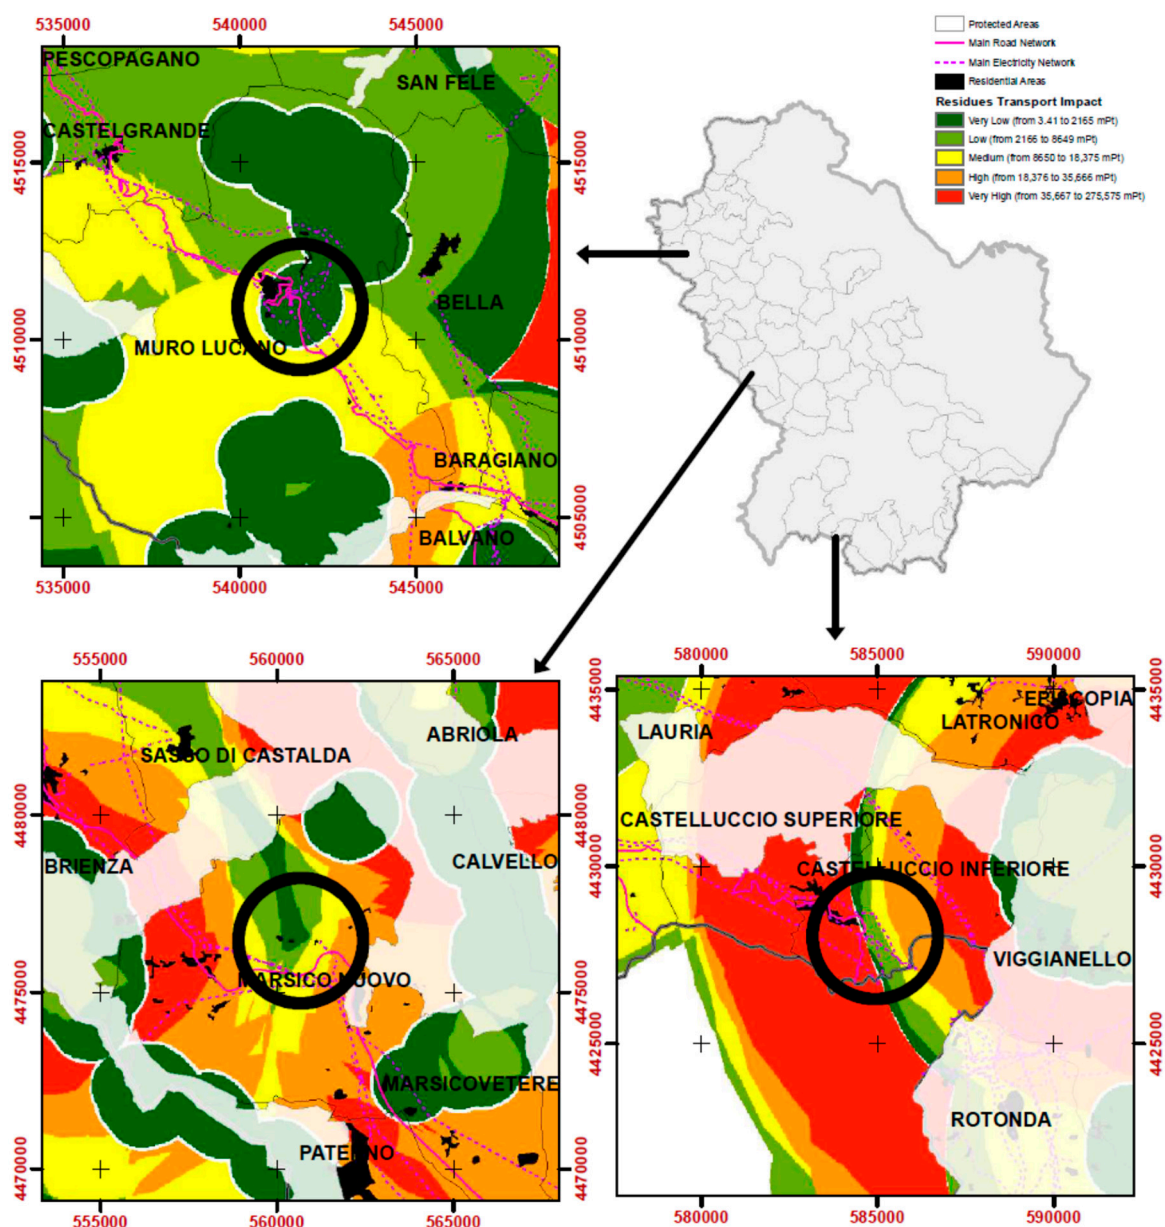 535000 540000 545000
PESCOPAGANO
SAN FELE
CASTELGRANDE
4515000 4515000
BELLA
4510000 4510000
MURO LUCANO
BARAGIANO
4505000 4505000
BALVANO
535000 540000 545000
Protected Areas
Main Road Network
Main Electricity Network
Residential Areas
Residues Transport Impact
Very Low (from 3.41 to 2165 mPt)
Low (from 2166 to 8649 mPt)
Medium (from 8650 to 18,375 mPt)
High (from 18,376 to 35,666 mPt)
Very High (from 35,667 to 275,575 mPt)
555000 560000 565000
ABRIOLA
SASSO DI CASTALDA
4480000 4480000
BRIENZA
CALVELLO
MARSICO NUOVO
4475000 4475000
MARSICOVETERE
PATERNO
4470000 4470000
555000 560000 565000
580000 585000 590000
4435000 4435000
EPISCOPIA
LATRONICO
LAURIA
CASTELLUCCIO SUPERIORE
4430000 4430000
CASTELLUCCIO INFERIORE
VIGGIANELLO
4425000 4425000
ROTONDA
580000 585000 590000